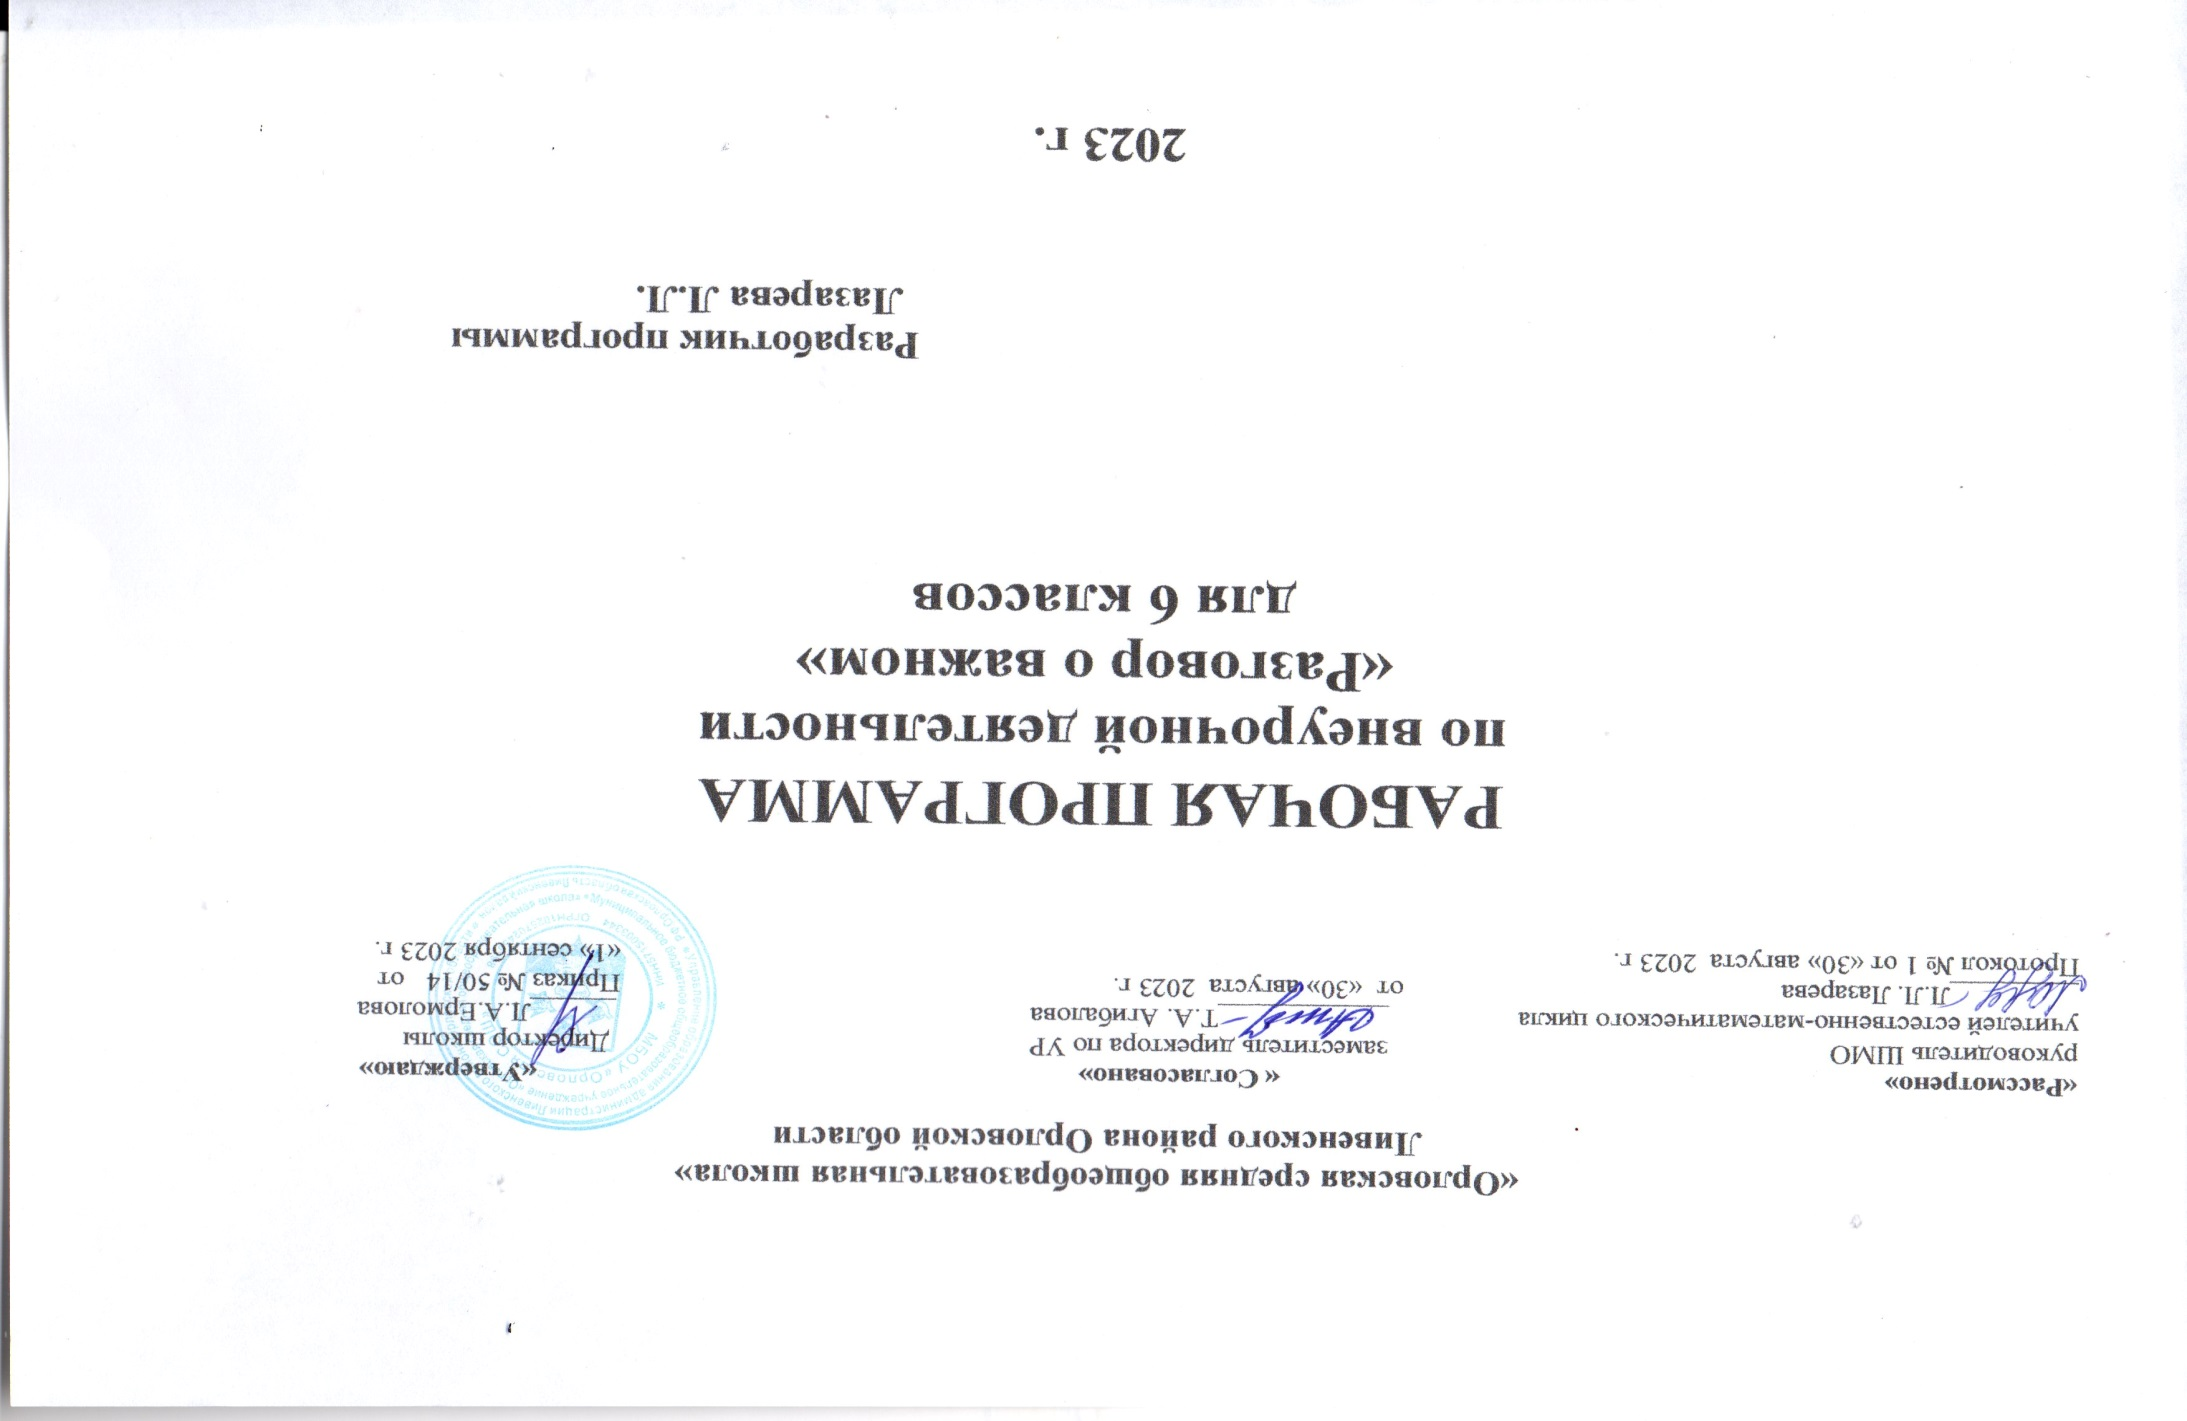 «Орловская средняя общеобразовательная школа»
Ливенского района Орловской области
«Рассмотрено»
руководитель ШМО
учителей естественно-математического цикла
Л.Л. Лазарева
Протокол № 1 от «30» августа 2023 г.
« Согласовано»
заместитель директора по УР
Т.А. Агибалова
от «30» августа 2023 г.
«Утверждаю»
Директор школы
Л.А Ермолова
Приказ № 50/14 от
«1» сентября 2023 г.
РАБОЧАЯ ПРОГРАММА
по внеурочной деятельности
«Разговор о важном»
для 6 классов
Разработчик программы
Лазарева Л.Л.
2023 г.